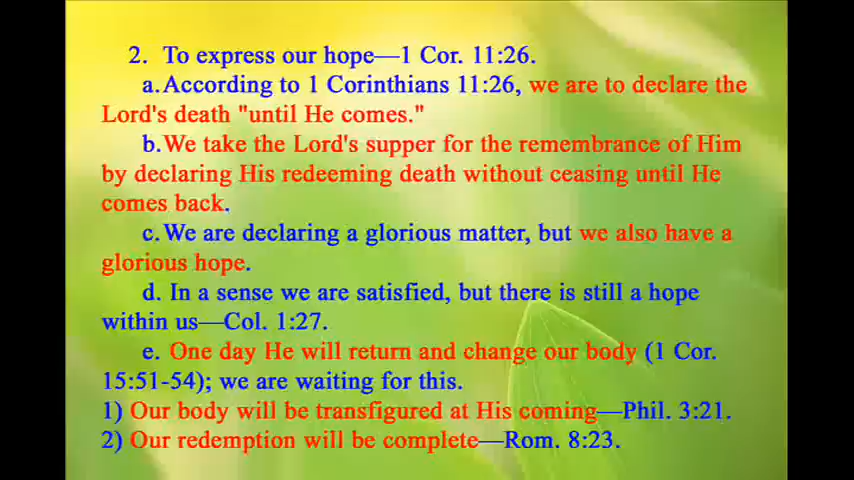 2. To express our hope—1 Cor. 11:26.
a.According to 1 Corinthians 11:26, we are to declare the
Lord's death "until He comes."
b.We take the Lord's supper for the remembrance of Him
by declaring His redeeming death without ceasing until He
comes back.
c.We are declaring a glorious matter, but we also have a
glorious hope.
d. In a sense we are satisfied, but there is still a hope
within us—Col. 1:27.
e. One day He will return and change our body (1 Cor.
15:51-54); we are waiting for this.
1) Our body will be transfigured at His coming—Phil. 3:21.
2) Our redemption will be complete—Rom. 8:23.